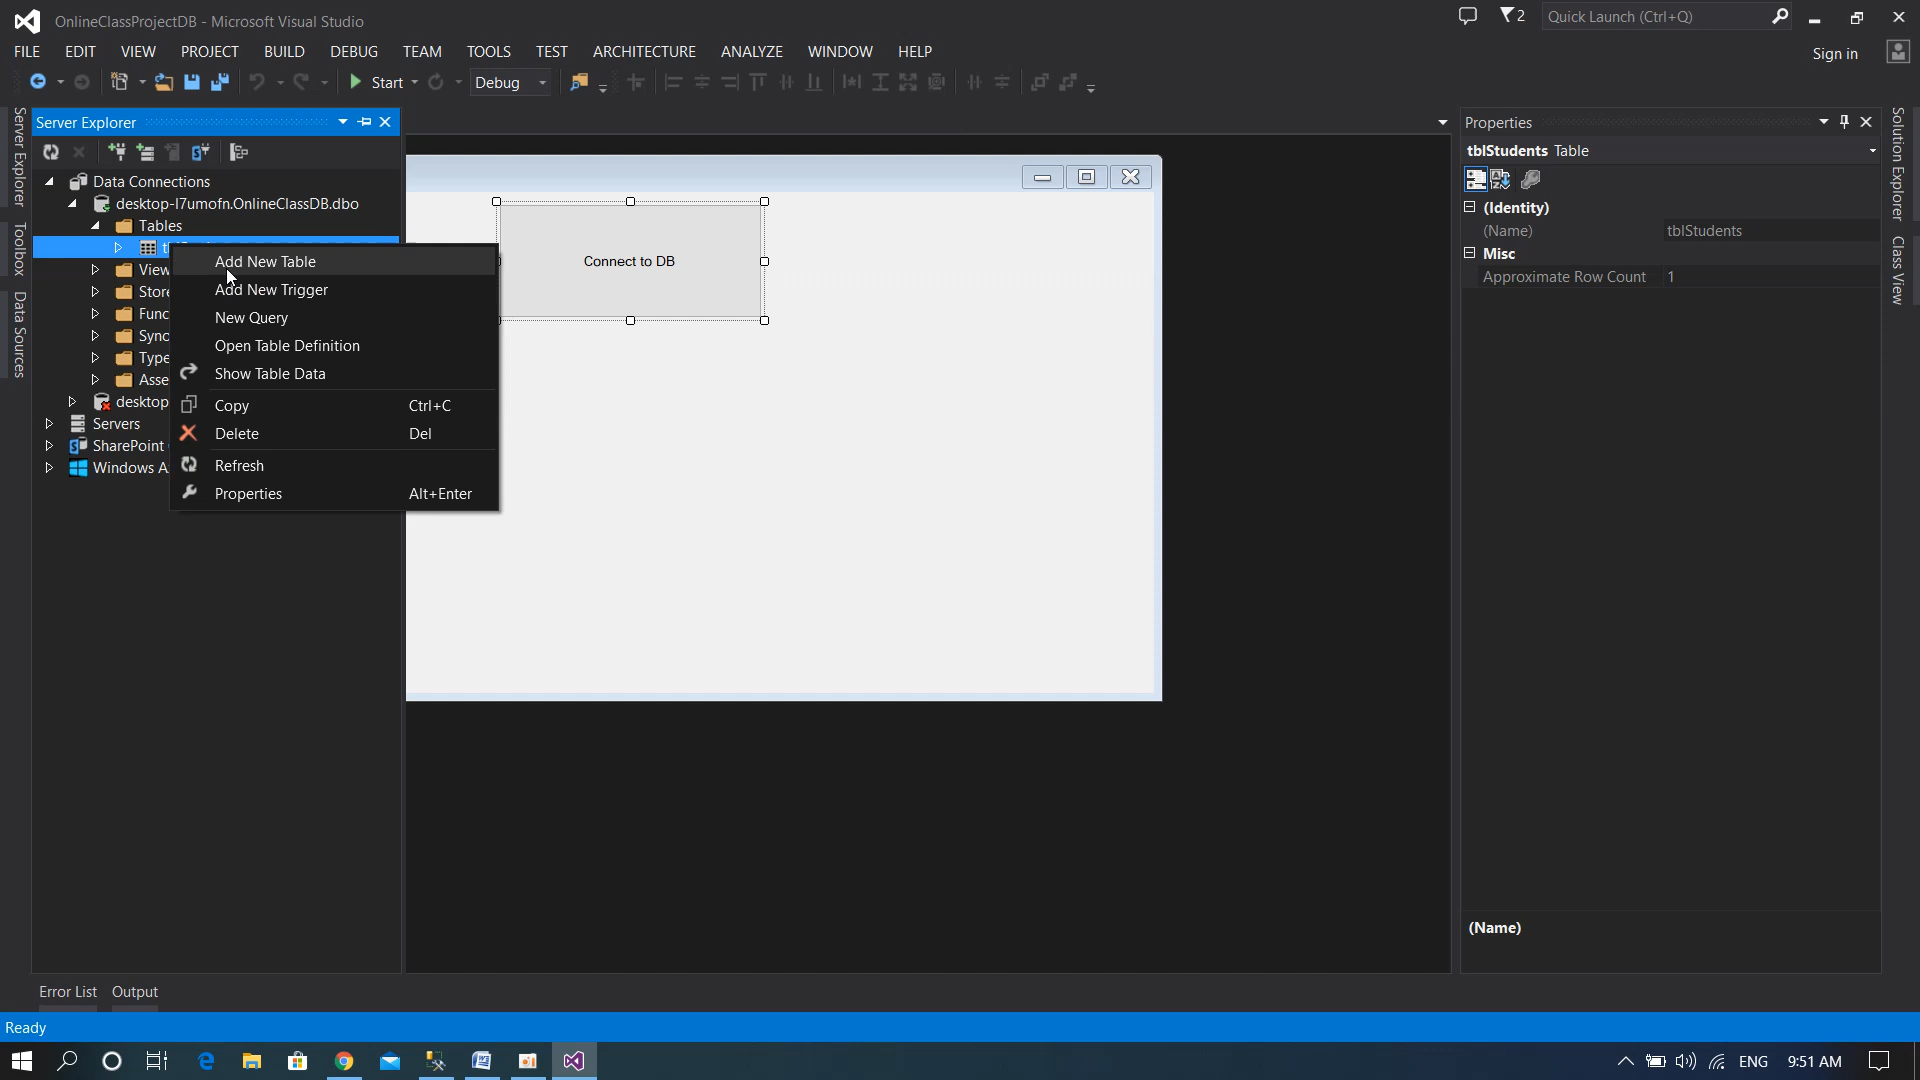 OnlineClassProjectDB - Microsoft Visual Studio
2
Quick Launch (Ctrl+Q)
FILE EDIT VIEW PROJECT BUILD DEBUG TEAM TOOLS TEST ARCHITECTURE ANALYZE WINDOW HELP
Sign in
Start Debug
Server Explorer
Toolbox
Data Sources
Server Explorer
Data Connections
desktop-l7umofn.OnlineClassDB.dbo
Tables
View
Store
Func
Sync
Type
Asse
desktop
Servers
SharePoint
Windows A
Add New Table
Add New Trigger
New Query
Open Table Definition
Show Table Data
Copy Ctrl+C
Delete Del
Refresh
Properties Alt+Enter
Connect to DB
Properties
tblStudents Table
(Identity)
(Name) tblStudents
Misc
Approximate Row Count 1
(Name)
Solution Explorer
Class View
Error List Output
Ready
ENG 9:51 AM